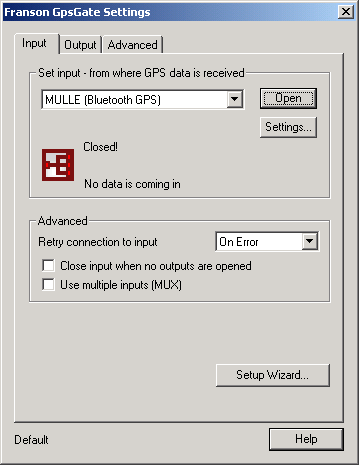 Franson GpsGate Settings
Input Output Advanced
Set input - from where GPS data is received
MULLE (Bluetooth GPS) Open
Settings...
Closed!
No data is coming in
Advanced
Retry connection to input On Error
Close input when no outputs are opened
Use multiple inputs (MUX)
Setup Wizard...
Default Help